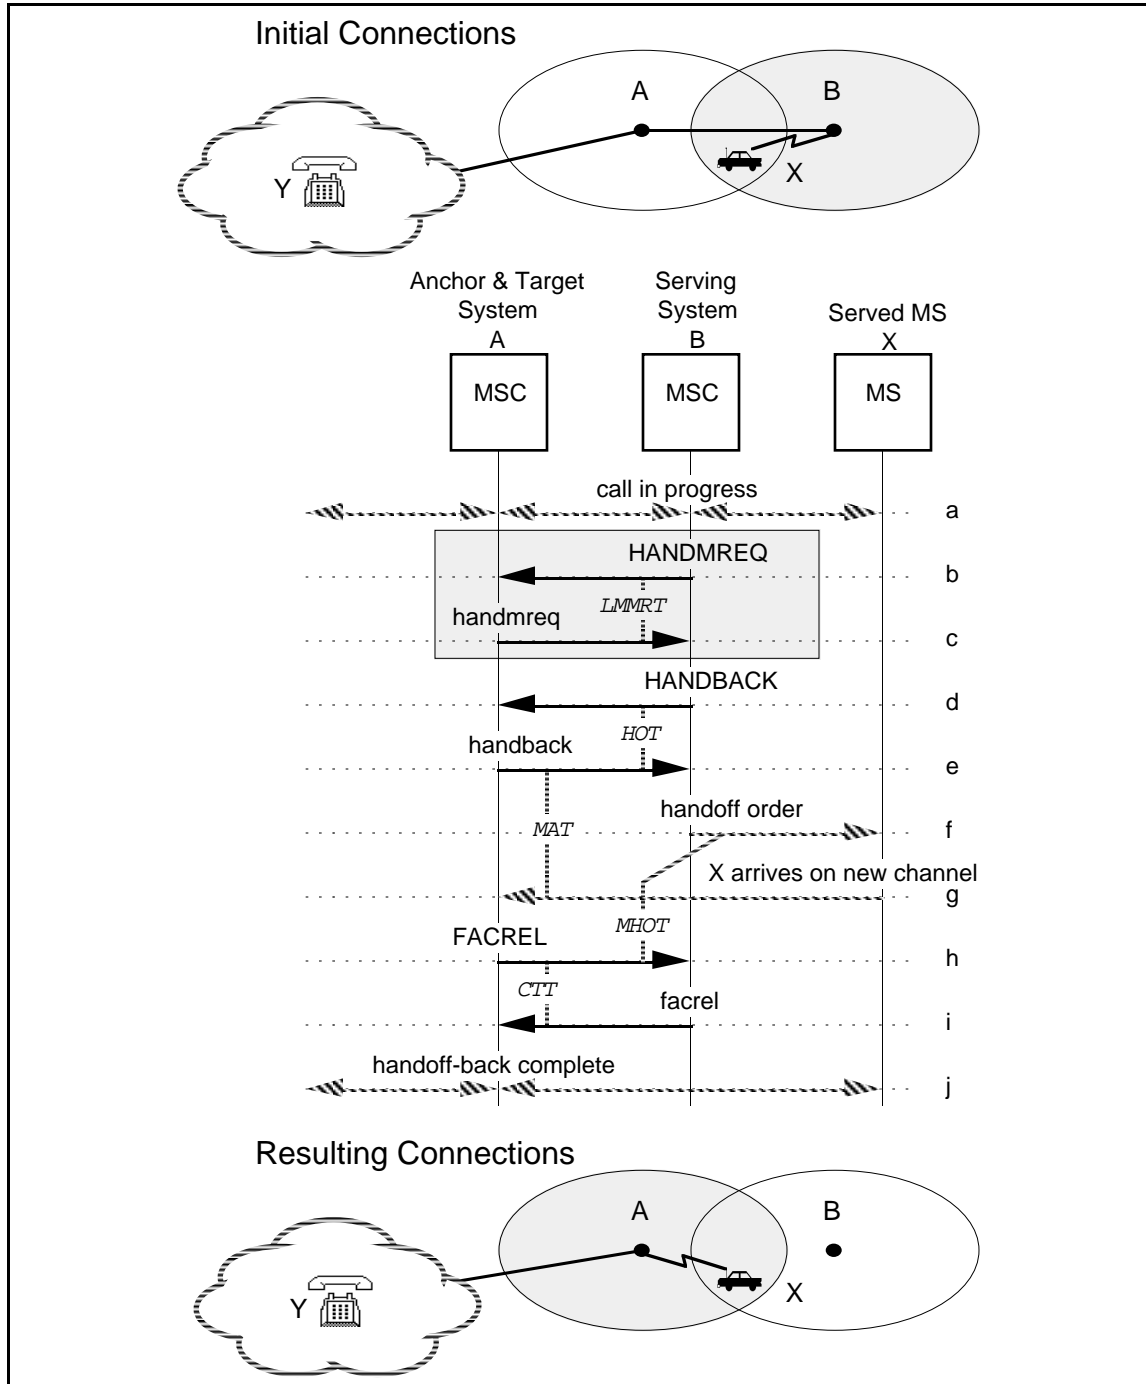 Initial Connections
A
B
Y
X
Anchor & Target
System
A
Serving
System
B
Served MS
X
MSC
MSC
MS
call in progress
a
HANDMREQ
b
LMMRT
handmreq
c
HANDBACK
d
HOT
handback
e
handoff order
MAT
f
X arrives on new channel
g
MHOT
FACREL
h
CTT
facrel
i
handoff-back complete
j
Resulting Connections
A
B
Y
X